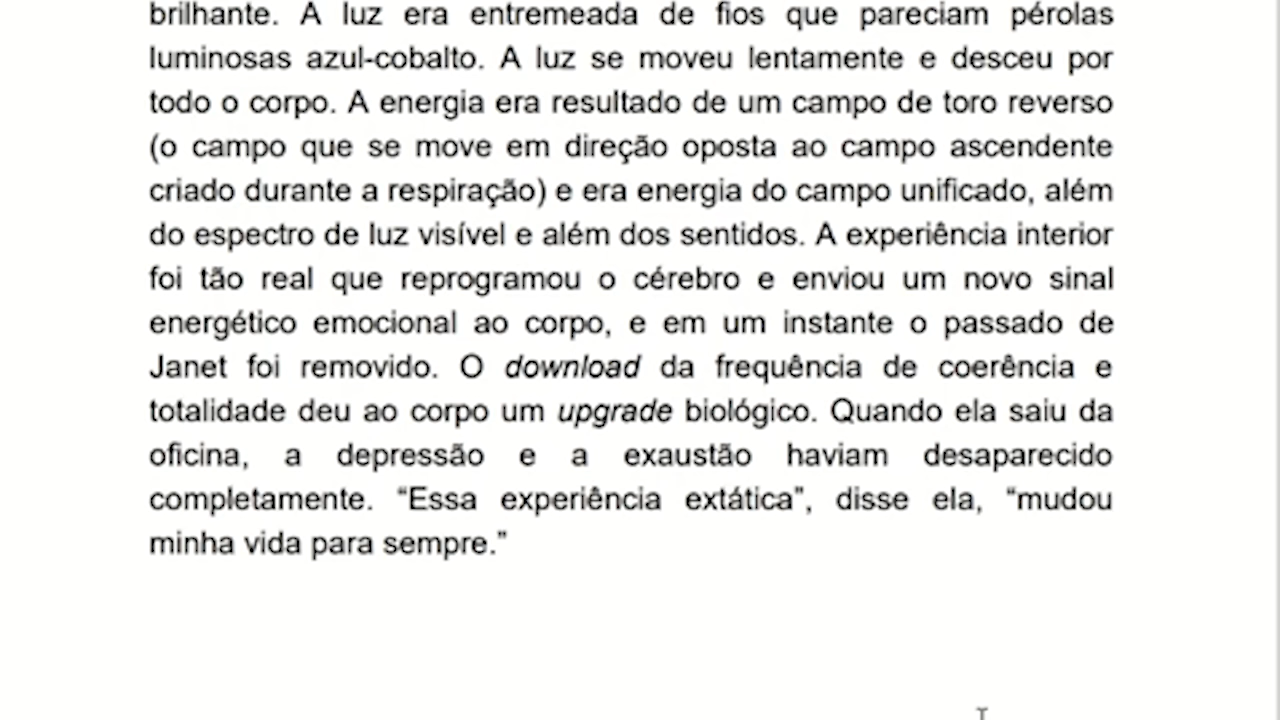 brilhante. A luz era entremeada de fios que pareciam pérolas
luminosas azul-cobalto. A luz se moveu lentamente e desceu por
todo o corpo. A energia era resultado de um campo de toro reverso
(o campo que se move em direção oposta ao campo ascendente
criado durante a respiração) e era energia do campo unificado, além
do espectro de luz visível e além dos sentidos. A experiência interior
foi tão real que reprogramou o cérebro e enviou um novo sinal
energético emocional ao corpo, e em um instante o passado de
Janet foi removido. O download da frequência de coerência e
totalidade deu ao corpo um upgrade biológico. Quando ela saiu da
oficina, a depressão e a exaustão haviam desaparecido
completamente. “Essa experiência extática”, disse ela, “mudou
minha vida para sempre.”